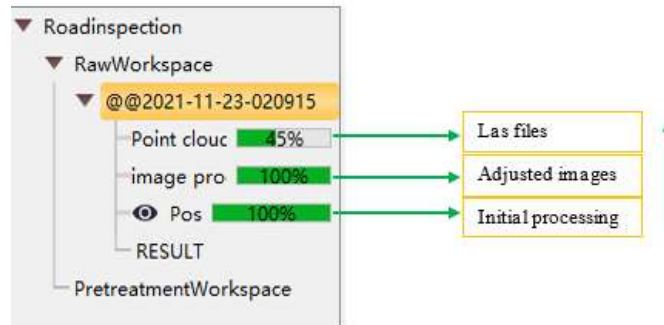 Roadinspection
RawWorkspace
@@2021-11-23-020915
Point clouc 45% Las files
image pro 100% Adjusted images
Pos 100% Initial processing
RESULT
PretreatmentWorkspace